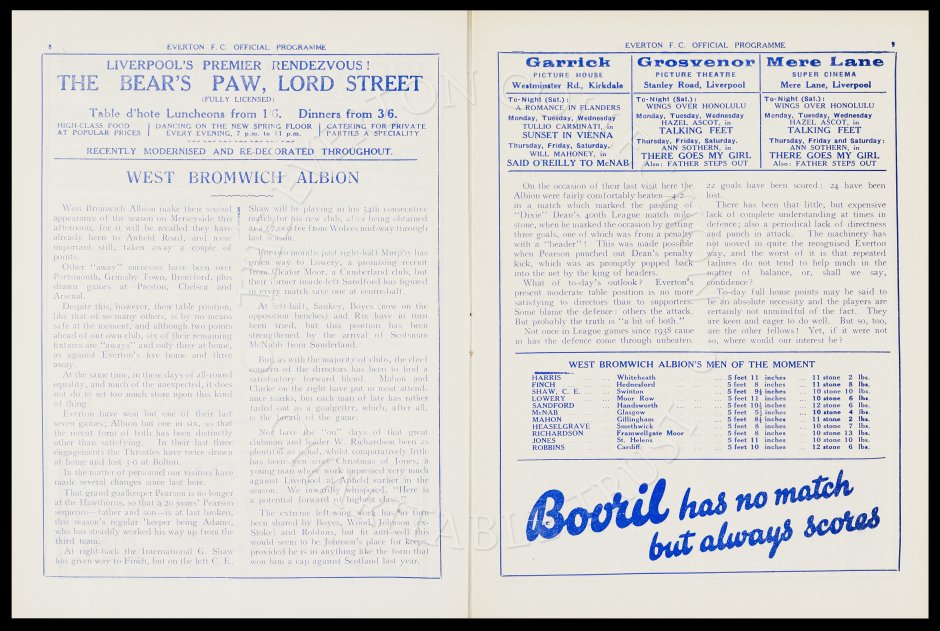 8
EVERTON F. C. OFFICIAL PROGRAMME
LIVERPOOL'S PREMIER RENDEZVOUS!
THE BEAR'S PAW, LORD STREET
(FULLY LICENSED)
Table d'hote Luncheons from 1'6. Dinners from 3'6.
HIGH-CLASS FOOD
AT POPULAR PRICES
DANCING ON THE NEW SPRING FLOOR
EVERY EVENING, 7 p.m. to 11 p.m.
CATERING FOR PRIVATE
PARTIES A SPECIALITY
RECENTLY MODERNISED AND RE-DECORATED THROUGHOUT.
WEST BROMWICH ALBION
West Bromwich Albion make their second
appearance of the season on Merseyside this
afternoon, for it will be recalled they have
already been to Anfield Road, and more
important still, taken away a couple of
points.
Other "away" successes have been over
Portsmouth, Grimsby Town, Brentford, plus
drawn games at Preston, Chelsea and
Arsenal.
Despite this, however, their table position,
like that of so many others, is by no means
safe at the moment, and although two points
ahead of our own club, six of their remaining
fixtures are "aways" and only three at home,
as against Everton's five home and three
away.
At the same time, in these days of all-round
equality, and much of the unexpected, it does
not do to set too much store upon this kind
of thing.
Everton have won but one of their last
seven games; Albion but one in six, so that
the recent form of both has been distinctly
other than satisfying. In their last three
engagements the Throstles have twice drawn
at home and lost 3-0 at Bolton.
In the matter of personnel our visitors have
made several changes since last here.
That grand goalkeeper Pearson is no longer
at the Hawthorns, so that a 20 years' Pearson
sequence—father and son—is at last broken,
this season's regular 'keeper being Adams,
who has steadily worked his way up from the
third team.
At right-back the International G. Shaw
has given way to Finch, but on the left C. E.
Shaw will be playing in his 54th consecutive
match for his new club, after being obtained
at a fee from Wolves mid-way through
last season.
For two months past right-half Murphy has
given way to Lowery, a promising recruit
from Cleator Moor, a Cumberland club, but
their former inside-left Sandford has figured
in every match save one at centre-half.
At left-half, Sankey, Boyes (now on the
opposition benches) and Rix have in turn
been tried, but this position has been
strengthened by the arrival of Scotsman
McNabb from Sunderland.
But, as with the majority of clubs, the chief
concern of the directors has been to find a
satisfactory forward blend. Mahon and
Clarke on the right have put in most attend-
ance marks, but each man of late has rather
faded out as a goalgetter, which, after all,
is the breath of the game.
Nor have the "on" days of that great
clubman and leader W. Richardson been as
plentiful as usual, whilst comparatively little
has been seen since Christmas of Jones, a
young man whose work impressed very much
against Liverpool at Anfield earlier in the
season. We inwardly whispered, "Here is
a potential forward of highest class."
The extreme left-wing berth has in turn
been shared by Boyes, Wood, Johnson (ex-
Stoke) and Robbins, but fit and well this
would seem to be Johnson's place for keeps,
provided he is anything like the form that
won him a cap against Scotland last year.
EVERTON F. C. OFFICIAL PROGRAMME
9
Garrick
PICTURE HOUSE
Westminster Rd., Kirkdale
To-Night (Sat.):
A ROMANCE IN FLANDERS
Monday, Tuesday, Wednesday
TULLIO CARMINATI, in
SUNSET IN VIENNA
Thursday, Friday, Saturday.
WILL MAHONEY, in
SAID O'REILLY TO McNAB
Grosvenor
PICTURE THEATRE
Stanley Road, Liverpool
To-Night (Sat.):
WINGS OVER HONOLULU
Monday, Tuesday, Wednesday
HAZEL ASCOT, in
TALKING FEET
Thursday, Friday, Saturday.
ANN SOTHERN, in
THERE GOES MY GIRL
Also: FATHER STEPS OUT
Mere Lane
SUPER CINEMA
Mere Lane, Liverpool
To-Night (Sat.):
WINGS OVER HONOLULU
Monday, Tuesday, Wednesday
HAZEL ASCOT, in
TALKING FEET
Thursday, Friday and Saturday:
ANN SOTHERN, in
THERE GOES MY GIRL
Also: FATHER STEPS OUT
On the occasion of their last visit here the
Albion were fairly comfortably beaten—4-2—
in a match which marked the passing of
"Dixie" Dean's 400th League match mile-
stone, when he marked the occasion by getting
three goals, one of which was from a penalty
with a "header"! This was made possible
when Pearson punched out Dean's penalty
kick, which was as promptly bopped back
into the net by the king of headers.
What of to-day's outlook? Everton's
present moderate table position is no more
satisfying to directors than to supporters.
Some blame the defence: others the attack.
But probably the truth is "a bit of both."
Not once in League games since 1938 came
in has the defence come through unbeaten.
22 goals have been scored: 24 have been
lost.
There has been that little, but expensive
lack of complete understanding at times in
defence; also a periodical lack of directness
and punch in attack. The machinery has
not moved in quite the recognised Everton
way, and the worst of it is that repeated
failures do not tend to help much in the
matter of balance, or, shall we say,
confidence?
To-day full home points may be said to
be an absolute necessity and the players are
certainly not unmindful of the fact. They
are keen and eager to do well. But so, too,
are the other fellows! Yet, if it were not
so, where would our interest be?
WEST BROMWICH ALBION'S MEN OF THE MOMENT
HARRIS ... Whiteheath ... 5 feet 11 inches ... 11 stone 2 lbs.
FINCH ... Hednesford ... 5 feet 8 inches ... 11 stone 8 lbs.
SHAW, C. E. ... Swinton ... 5 feet 9½ inches ... 10 stone 10 lbs.
LOWERY ... Moor Row ... 5 feet 11 inches ... 10 stone 6 lbs.
SANDFORD ... Handsworth ... 5 feet 10½ inches ... 12 stone 6 lbs.
McNAB ... Glasgow ... 5 feet 5½ inches ... 10 stone 4 lbs.
MAHON ... Gillingham ... 5 feet 8½ inches ... 11 stone 2 lbs.
HEASELGRAVE ... Smethwick ... 5 feet 8 inches ... 10 stone 7 lbs.
RICHARDSON ... Framwellgate Moor ... 5 feet 8 inches ... 10 stone 13 lbs.
JONES ... St. Helens ... 5 feet 11 inches ... 10 stone 10 lbs.
ROBBINS ... Cardiff ... 5 feet 10 inches ... 12 stone 6 lbs.
Bovril has no match
but always scores